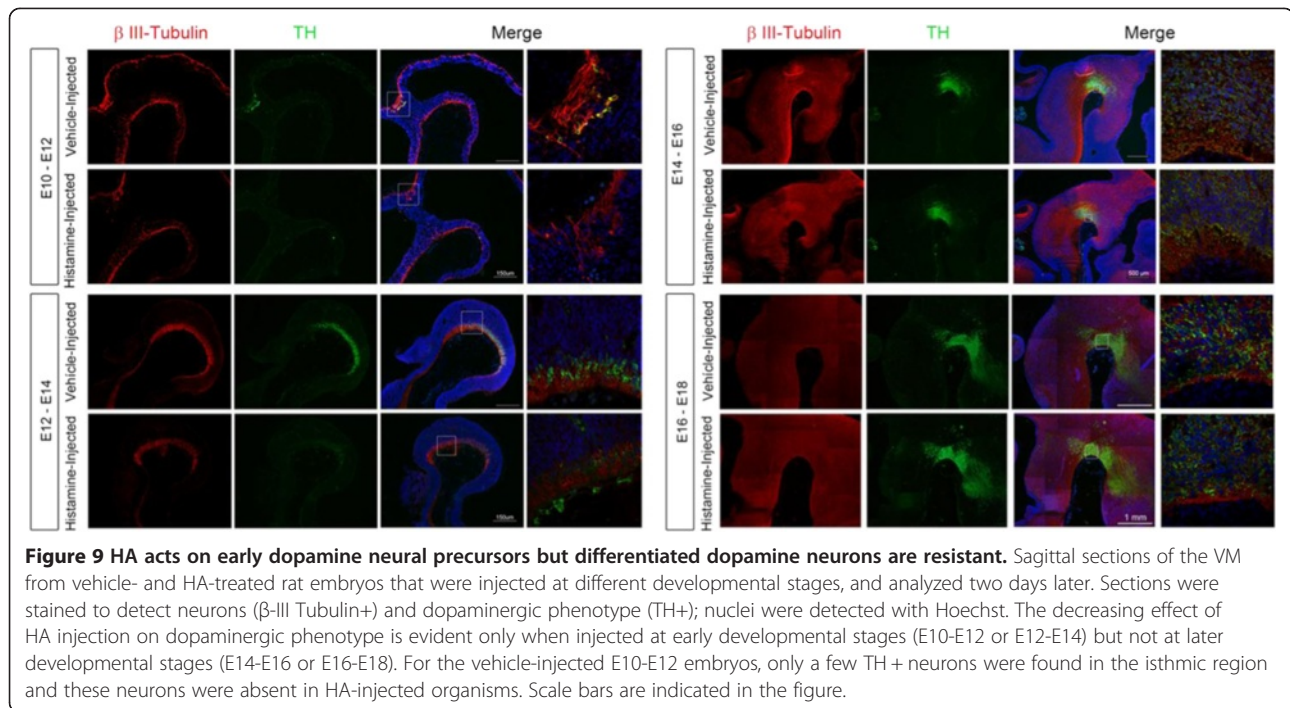 β III-Tubulin TH Merge
E10 - E12
Vehicle-Injected
Histamine-Injected
150um
E12 - E14
Vehicle-Injected
Histamine-Injected
150um
β III-Tubulin TH Merge
E14 - E16
Vehicle-Injected
Histamine-Injected
500 µm
E16 - E18
Vehicle-Injected
Histamine-Injected
1 mm
Figure 9 HA acts on early dopamine neural precursors but differentiated dopamine neurons are resistant. Sagittal sections of the VM
from vehicle- and HA-treated rat embryos that were injected at different developmental stages, and analyzed two days later. Sections were
stained to detect neurons (β-III Tubulin+) and dopaminergic phenotype (TH+); nuclei were detected with Hoechst. The decreasing effect of
HA injection on dopaminergic phenotype is evident only when injected at early developmental stages (E10-E12 or E12-E14) but not at later
developmental stages (E14-E16 or E16-E18). For the vehicle-injected E10-E12 embryos, only a few TH + neurons were found in the isthmic region
and these neurons were absent in HA-injected organisms. Scale bars are indicated in the figure.